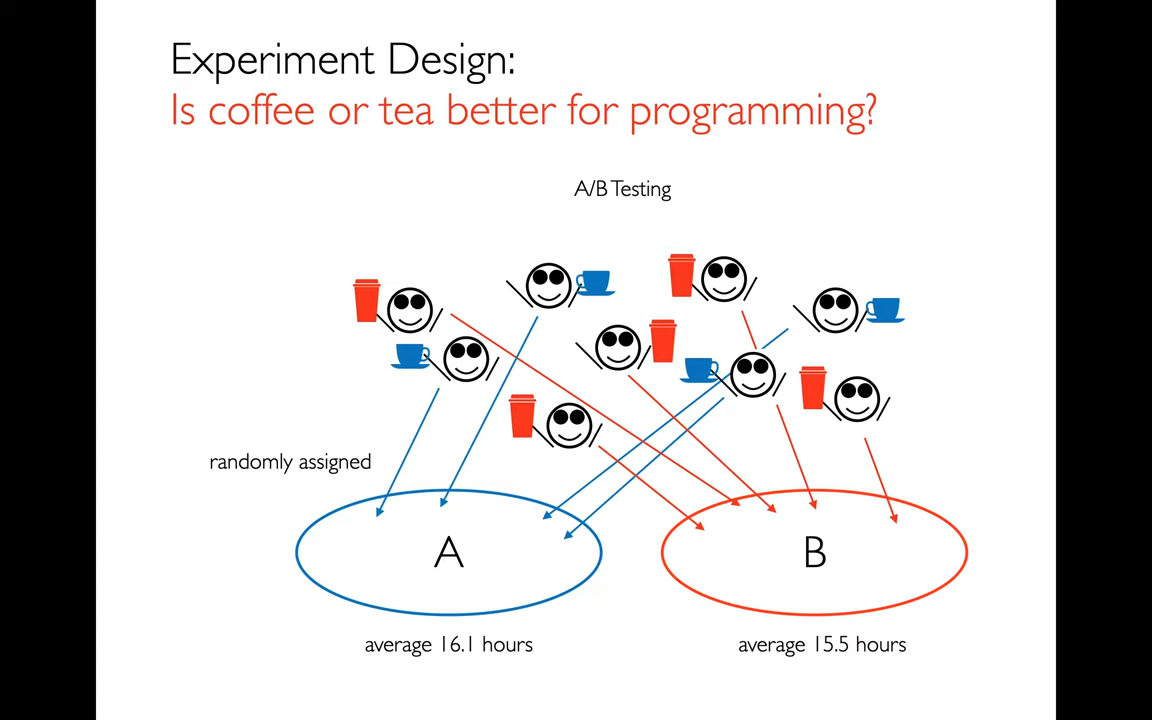 Experiment Design:
Is coffee or tea better for programming?
A/B Testing
randomly assigned
A
B
average 16.1 hours
average 15.5 hours